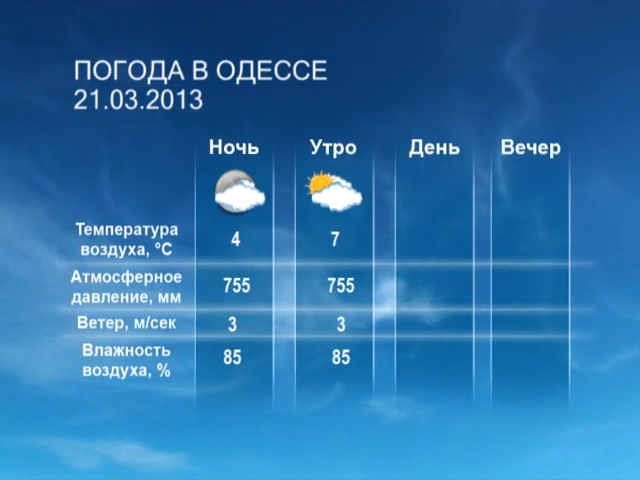 ПОГОДА В ОДЕССЕ
21.03.2013
Ночь Утро День Вечер
Температура
воздуха, °С 4 7
Атмосферное
давление, мм 755 755
Ветер, м/сек 3 3
Влажность
воздуха, % 85 85